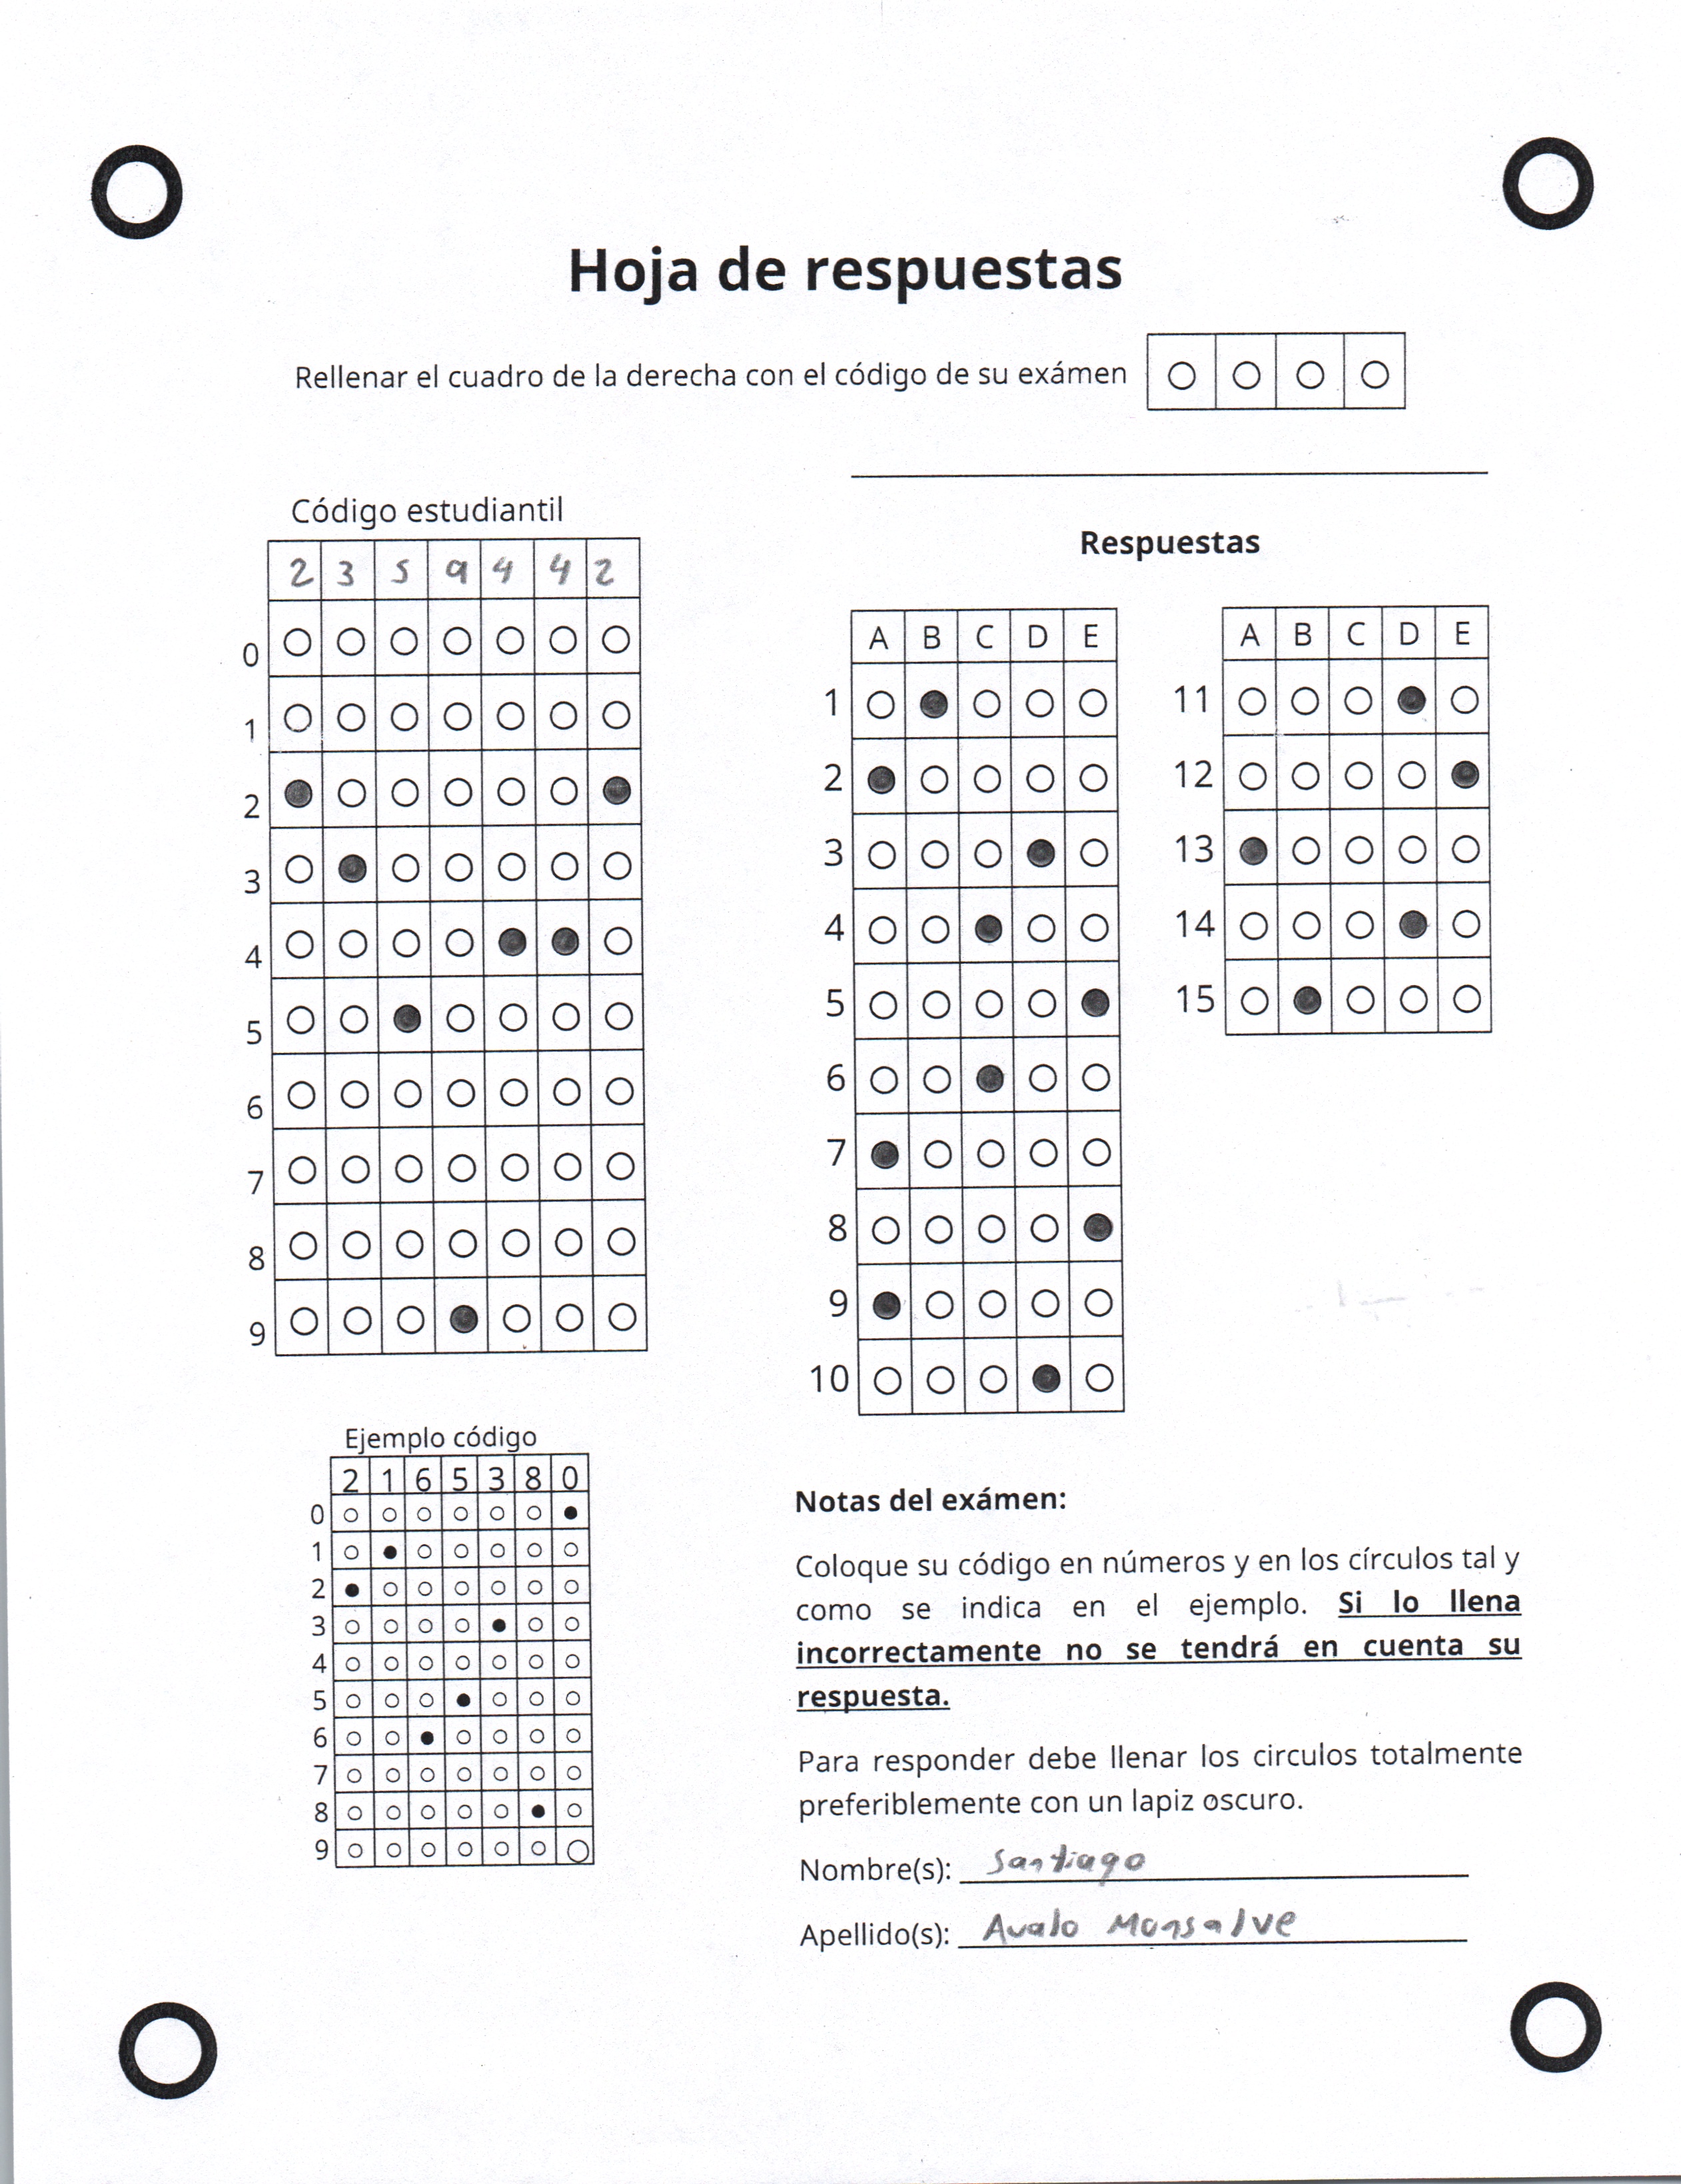 Hoja de respuestas
Rellenar el cuadro de la derecha con el código de su exámen
Código estudiantil
2 3 5 9 4 4 2
0
1
2
3
4
5
6
7
8
9
Respuestas
A B C D E
1
2
3
4
5
6
7
8
9
10
A B C D E
11
12
13
14
15
Ejemplo código
2 1 6 5 3 8 0
0
1
2
3
4
5
6
7
8
9
Notas del exámen:
Coloque su código en números y en los círculos tal y
como se indica en el ejemplo. Si lo llena
incorrectamente no se tendrá en cuenta su
respuesta.
Para responder debe llenar los circulos totalmente
preferiblemente con un lapiz oscuro.
Nombre(s): Santiago
Apellido(s): Avalo Monsalve